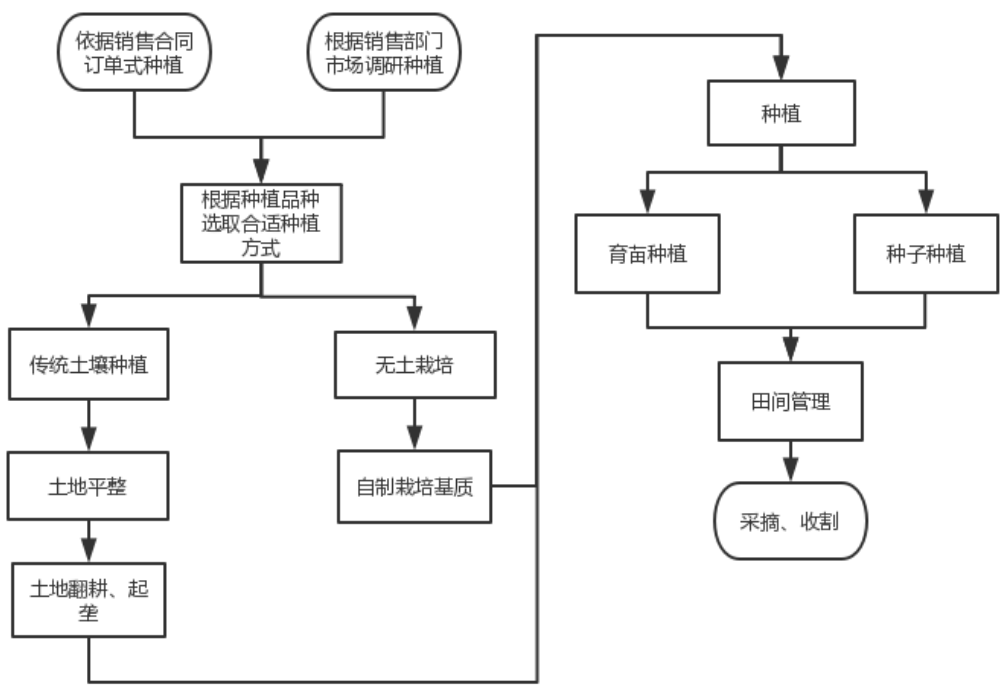 依据销售合同
订单式种植
根据销售部门
市场调研种植
根据种植品种
选取合适种植
方式
传统土壤种植
无土栽培
土地平整
自制栽培基质
土地翻耕、起
垄
种植
育苗种植
种子种植
田间管理
采摘、收割